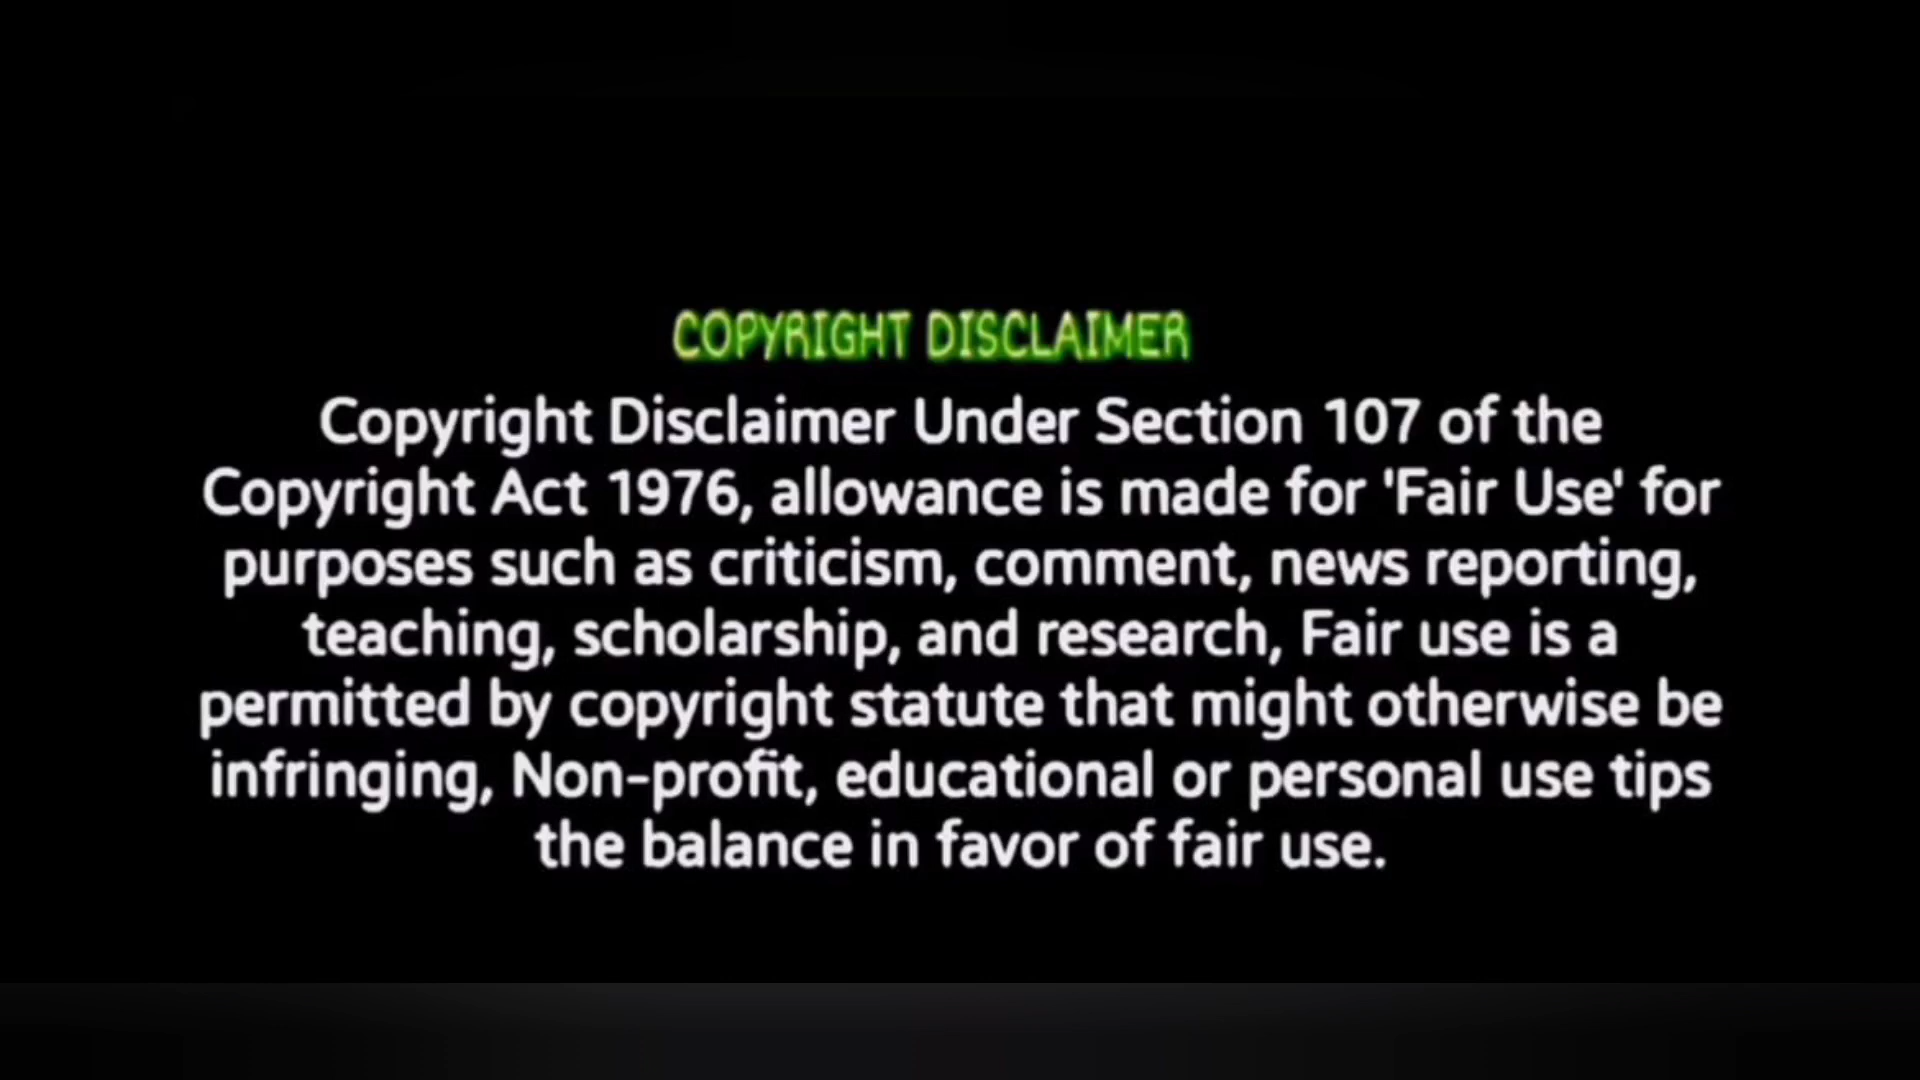 COPYRIGHT DISCLAIMER
Copyright Disclaimer Under Section 107 of the
Copyright Act 1976, allowance is made for 'Fair Use' for
purposes such as criticism, comment, news reporting,
teaching, scholarship, and research, Fair use is a
permitted by copyright statute that might otherwise be
infringing, Non-profit, educational or personal use tips
the balance in favor of fair use.